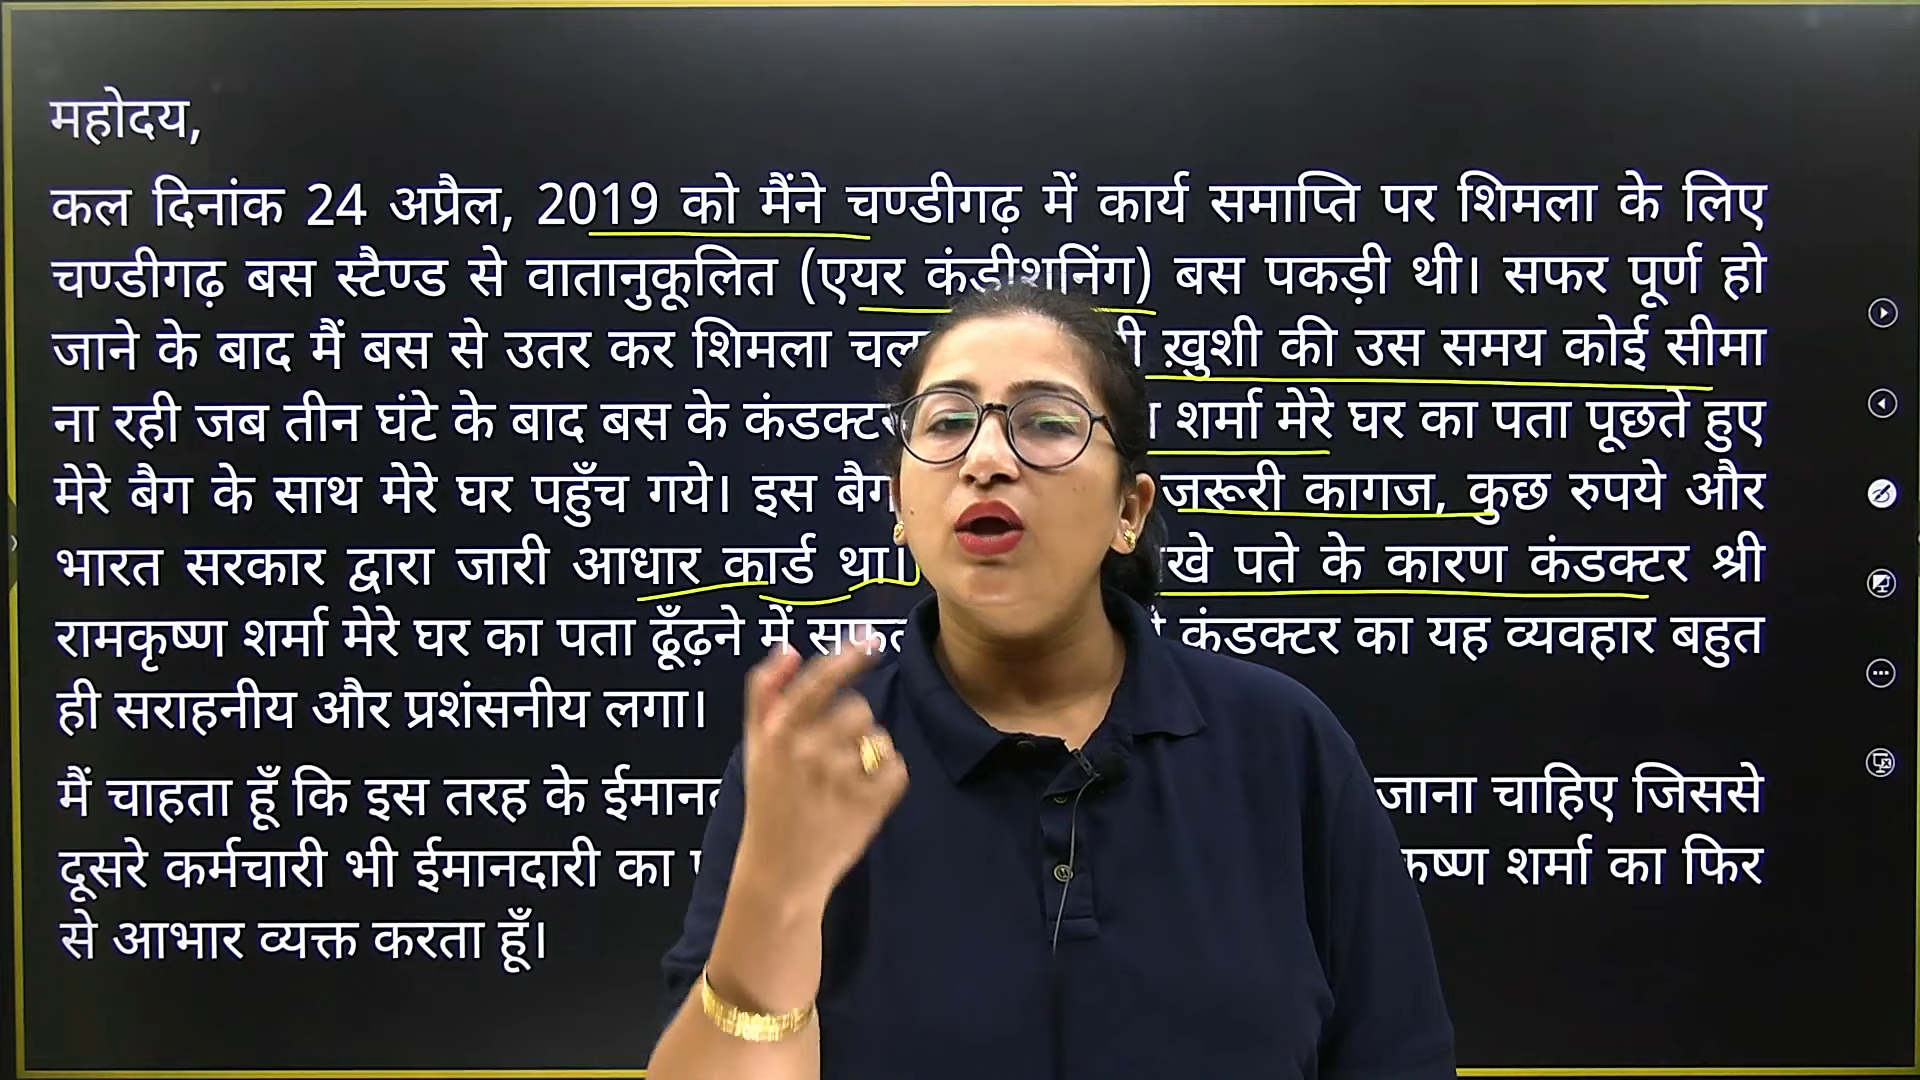 महोदय,
कल दिनांक 24 अप्रैल, 2019 को मैंने चण्डीगढ़ में कार्य समाप्ति पर शिमला के लिए
चण्डीगढ़ बस स्टैण्ड से वातानुकूलित (एयर कंडीशनिंग) बस पकड़ी थी। सफर पूर्ण हो
जाने के बाद मैं बस से उतर कर शिमला ख़ुशी की उस समय कोई सीमा
ना रही जब तीन घंटे के बाद बस के शर्मा मेरे घर का पता पूछते हुए
मेरे बैग के साथ मेरे घर पहुँच गये। इस जरूरी कागज, कुछ रुपये और
भारत सरकार द्वारा जारी आधार कार्ड था। पते के कारण कंडक्टर श्री
रामकृष्ण शर्मा मेरे घर का पता ढूँढ़ने में कंडक्टर का यह व्यवहार बहुत
ही सराहनीय और प्रशंसनीय लगा।
मैं चाहता हूँ कि इस तरह के जाना चाहिए जिससे
दूसरे कर्मचारी भी ईमानदारी का शर्मा का फिर
से आभार व्यक्त करता हूँ।